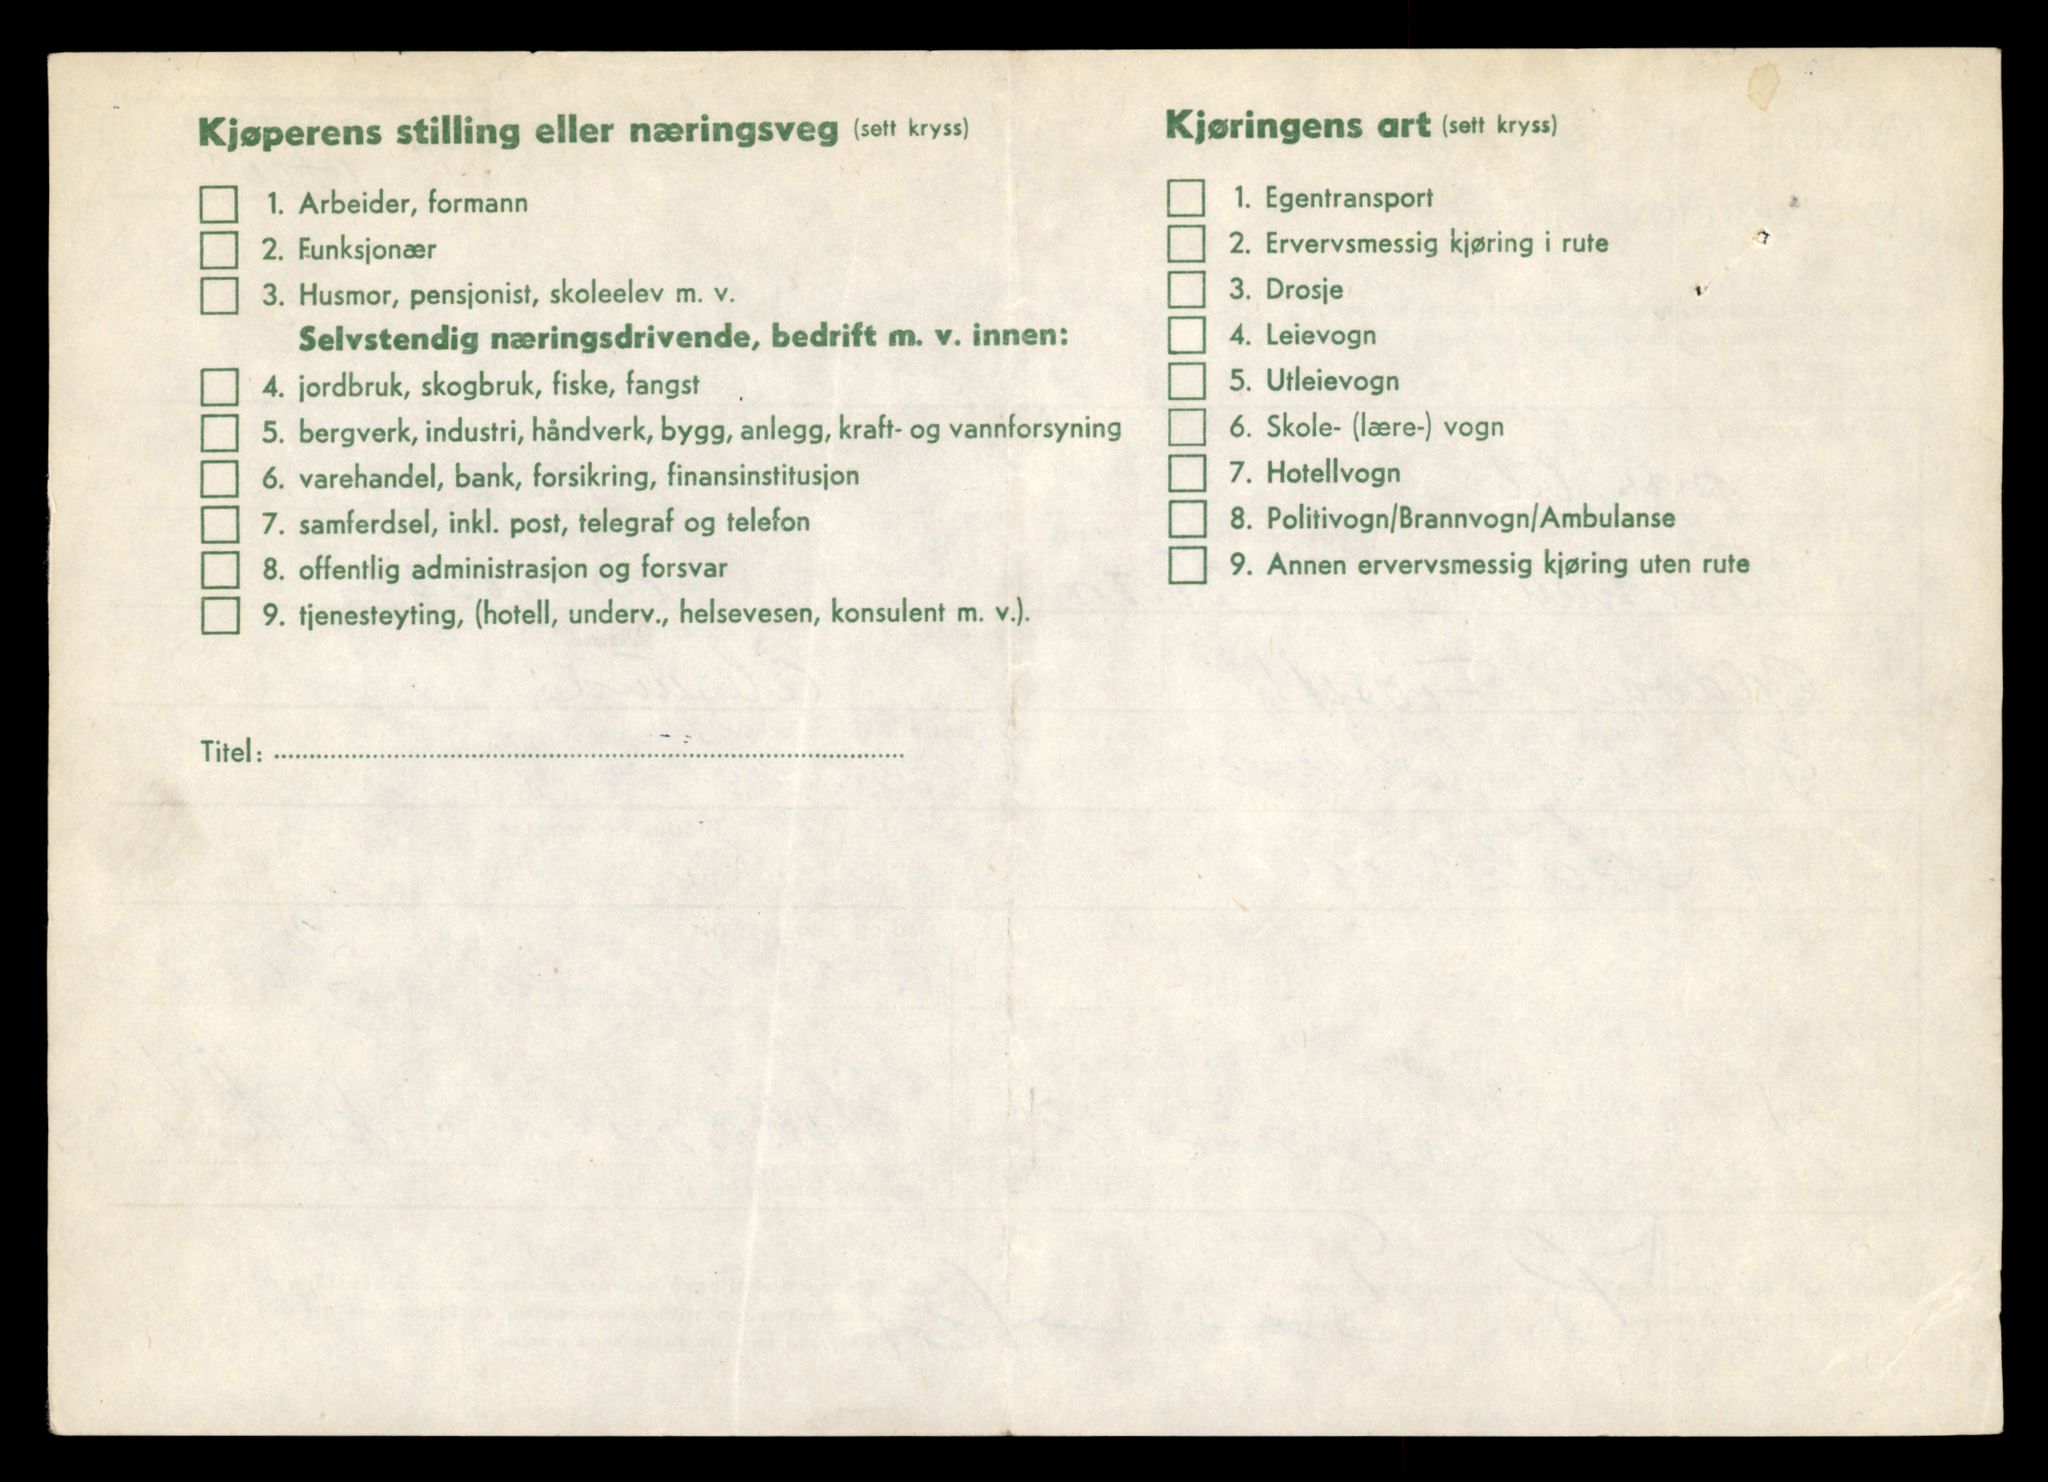 Kjøperens stilling eller næringsveg (sett kryss)
1. Arbeider, formann
2. Funksjonær
3. Husmor, pensjonist, skoleelev m. v.
Selvstendig næringsdrivende, bedrift m. v. innen:
4. jordbruk, skogbruk, fiske, fangst
5. bergverk, industri, håndverk, bygg, anlegg, kraft- og vannforsyning
6. varehandel, bank, forsikring, finansinstitusjon
7. samferdsel, inkl. post, telegraf og telefon
8. offentlig administrasjon og forsvar
9. tjenesteyting, (hotell, underv., helsevesen, konsulent m. v.).
Titel:
Kjøringens art (sett kryss)
1. Egentransport
2. Ervervsmessig kjøring i rute
3. Drosje
4. Leievogn
5. Utleievogn
6. Skole- (lære-) vogn
7. Hotellvogn
8. Politivogn/Brannvogn/Ambulanse
9. Annen ervervsmessig kjøring uten rute